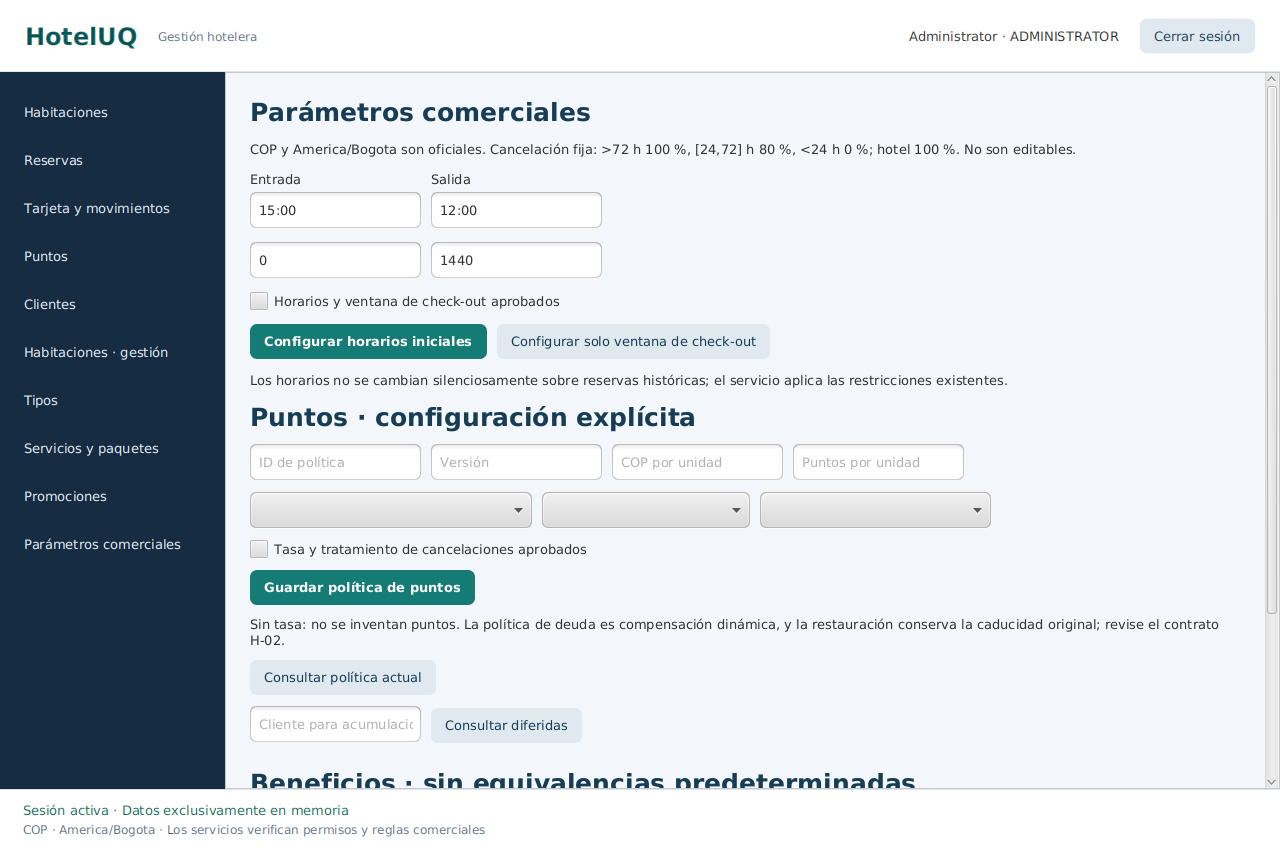 HotelUQ Gestión hotelera Administrator · ADMINISTRATOR Cerrar sesión
Habitaciones
Reservas
Tarjeta y movimientos
Puntos
Clientes
Habitaciones · gestión
Tipos
Servicios y paquetes
Promociones
Parámetros comerciales
Parámetros comerciales
COP y America/Bogota son oficiales. Cancelación fija: >72 h 100 %, [24,72] h 80 %, <24 h 0 %; hotel 100 %. No son editables.
Entrada Salida
15:00 12:00
0 1440
Horarios y ventana de check-out aprobados
Configurar horarios iniciales Configurar solo ventana de check-out
Los horarios no se cambian silenciosamente sobre reservas históricas; el servicio aplica las restricciones existentes.
Puntos · configuración explícita
ID de política Versión COP por unidad Puntos por unidad
Tasa y tratamiento de cancelaciones aprobados
Guardar política de puntos
Sin tasa: no se inventan puntos. La política de deuda es compensación dinámica, y la restauración conserva la caducidad original; revise el contrato
H-02.
Consultar política actual
Cliente para acumulació Consultar diferidas
Beneficios · sin equivalencias predeterminadas
Sesión activa · Datos exclusivamente en memoria
COP · America/Bogota · Los servicios verifican permisos y reglas comerciales